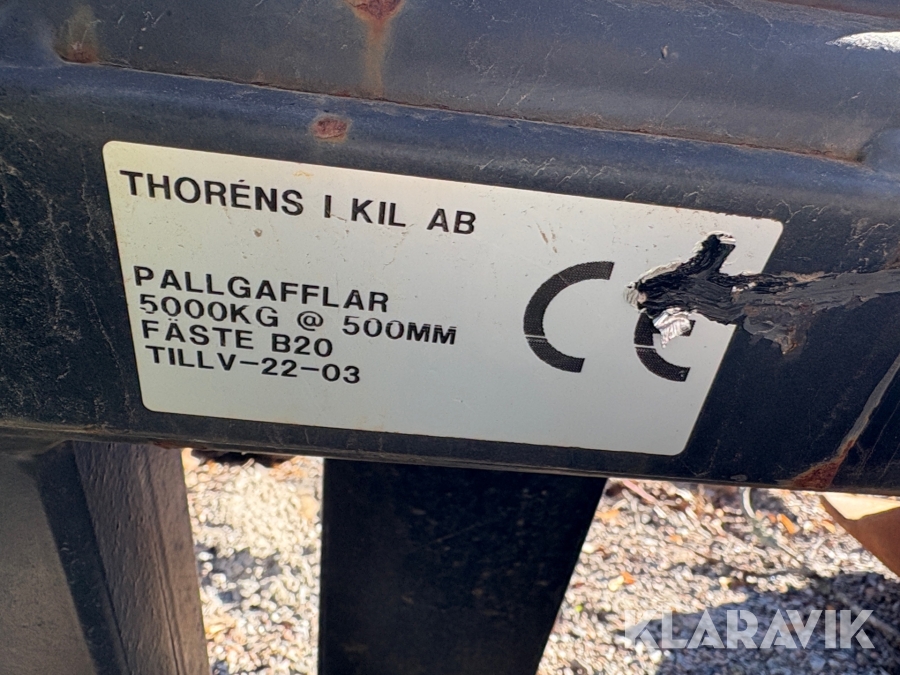 THORÉNS I KIL AB
PALLGAFFLAR
5000KG @ 500MM
FÄSTE B20
TILLV-22-03
CE
KLARAVIK